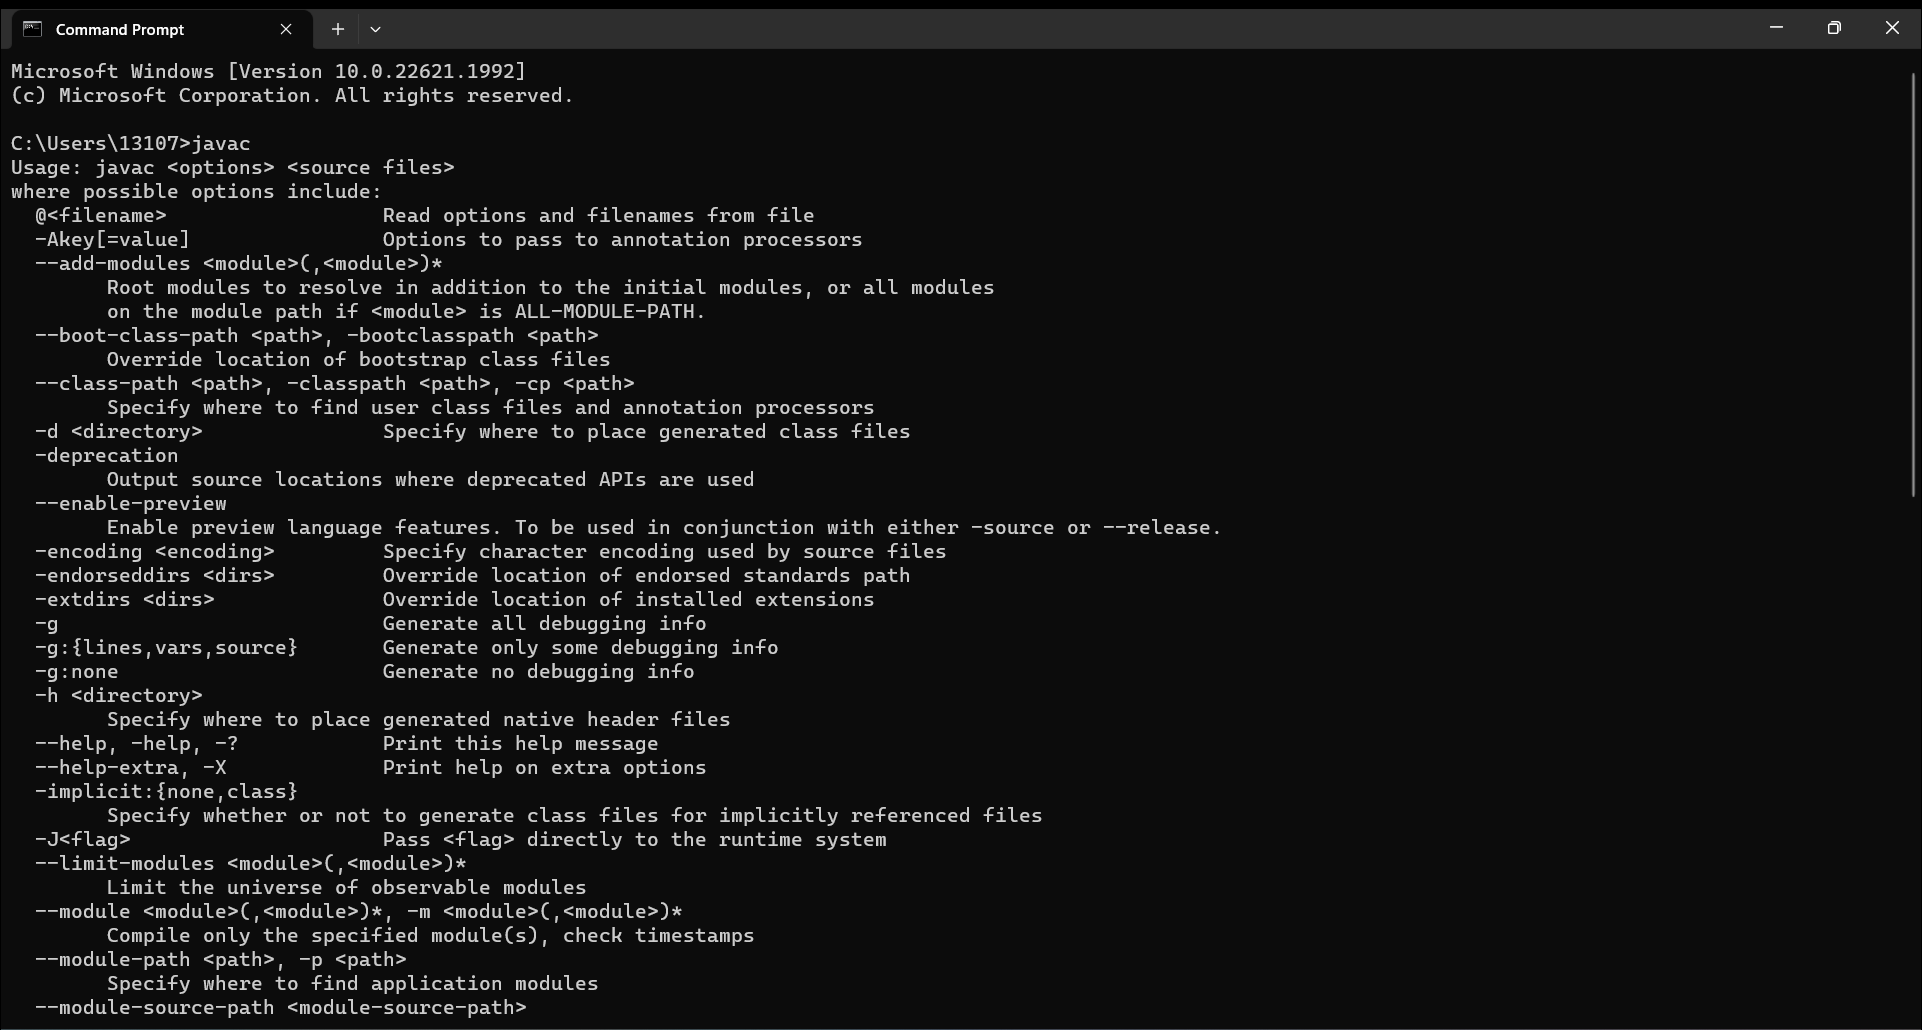 Command Prompt
Microsoft Windows [Version 10.0.22621.1992]
(c) Microsoft Corporation. All rights reserved.
C:\Users\13107>javac
Usage: javac <options> <source files>
where possible options include:
  @<filename>                  Read options and filenames from file
  -Akey[=value]                Options to pass to annotation processors
  --add-modules <module>(,<module>)*
        Root modules to resolve in addition to the initial modules, or all modules
        on the module path if <module> is ALL-MODULE-PATH.
  --boot-class-path <path>, -bootclasspath <path>
        Override location of bootstrap class files
  --class-path <path>, -classpath <path>, -cp <path>
        Specify where to find user class files and annotation processors
  -d <directory>               Specify where to place generated class files
  -deprecation
        Output source locations where deprecated APIs are used
  --enable-preview
        Enable preview language features. To be used in conjunction with either -source or --release.
  -encoding <encoding>         Specify character encoding used by source files
  -endorseddirs <dirs>         Override location of endorsed standards path
  -extdirs <dirs>              Override location of installed extensions
  -g                           Generate all debugging info
  -g:{lines,vars,source}       Generate only some debugging info
  -g:none                      Generate no debugging info
  -h <directory>
        Specify where to place generated native header files
  --help, -help, -?            Print this help message
  --help-extra, -X             Print help on extra options
  -implicit:{none,class}
        Specify whether or not to generate class files for implicitly referenced files
  -J<flag>                     Pass <flag> directly to the runtime system
  --limit-modules <module>(,<module>)*
        Limit the universe of observable modules
  --module <module>(,<module>)*, -m <module>(,<module>)*
        Compile only the specified module(s), check timestamps
  --module-path <path>, -p <path>
        Specify where to find application modules
  --module-source-path <module-source-path>